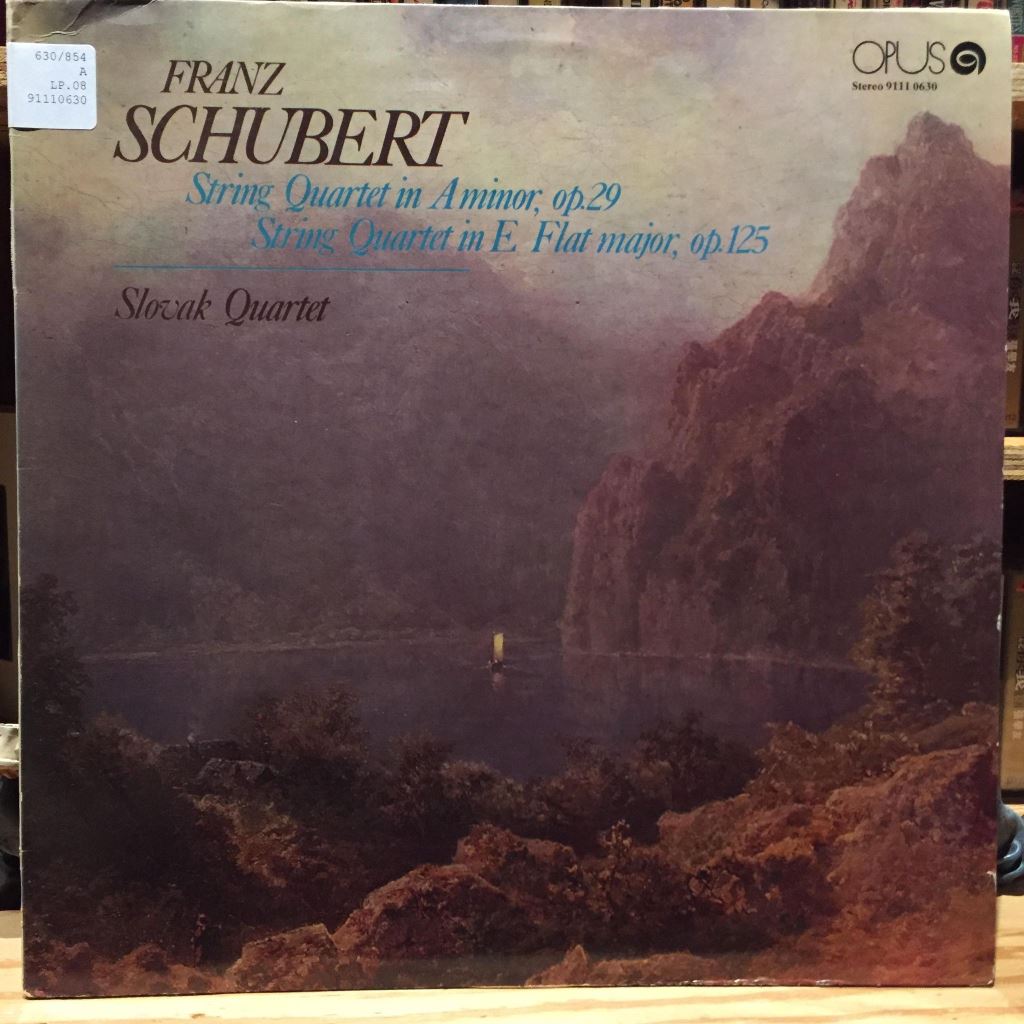 630/854
A
LP.08
91110630
FRANZ
SCHUBERT
String Quartet in A minor, op.29
String Quartet in E Flat major, op.125
Slovak Quartet
OPUS
Stereo 9111 0630